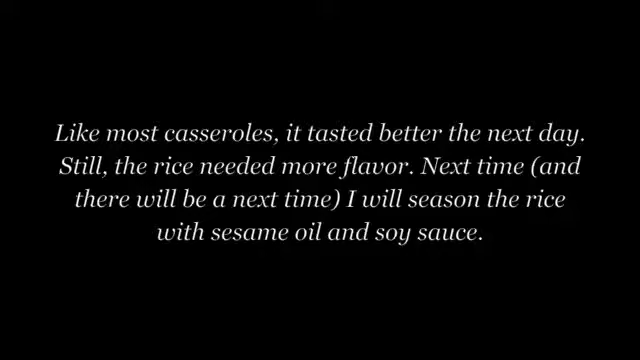 Like most casseroles, it tasted better the next day.
Still, the rice needed more flavor. Next time (and
there will be a next time) I will season the rice
with sesame oil and soy sauce.